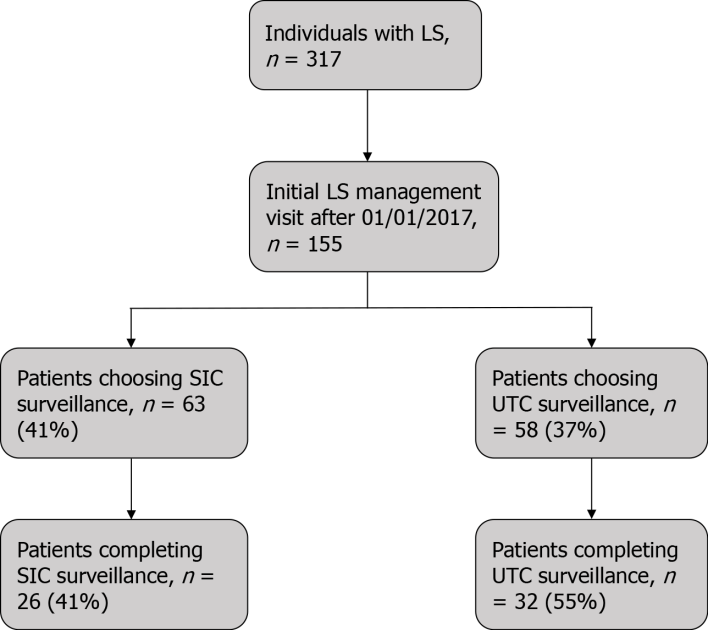 Individuals with LS,
n = 317
Initial LS management
visit after 01/01/2017,
n = 155
Patients choosing SIC
surveillance, n = 63
(41%)
Patients choosing
UTC surveillance, n
= 58 (37%)
Patients completing
SIC surveillance, n =
26 (41%)
Patients completing
UTC surveillance, n
= 32 (55%)